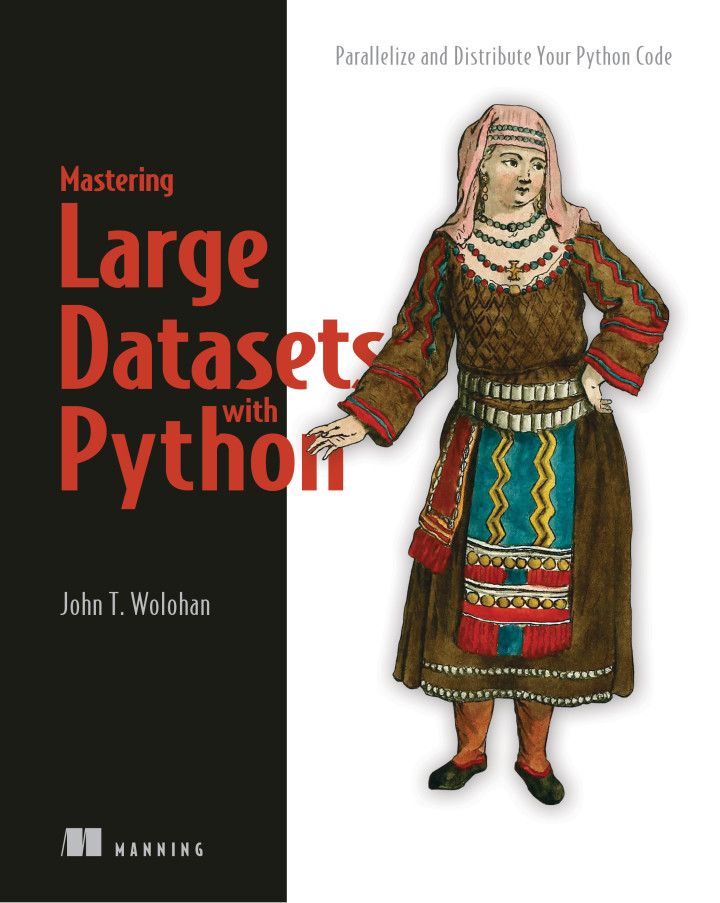 Parallelize and Distribute Your Python Code
Mastering
Large
Datasets
with
Python
John T. Wolohan
MANNING